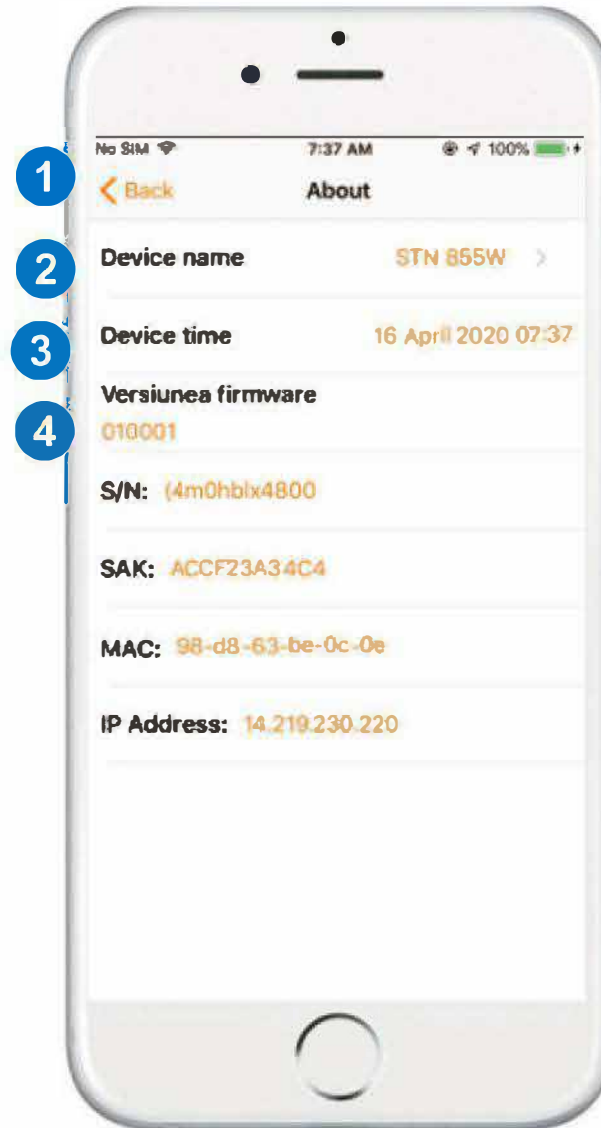 No SIM 7:37 AM 100%
1
Back About
2 Device name STN 855W
3 Device time 16 April 2020 07:37
Versiunea firmware
4 010001
S/N: (4m0hblx4800
SAK: ACCF23A34C4
MAC: 98-d8-63-be-0c-0e
IP Address: 14.219.230.220